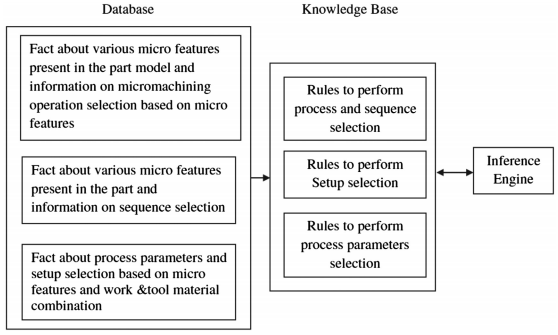 Database
Knowledge Base
Fact about various micro features
present in the part model and
information on micromachining
operation selection based on micro
features
Fact about various micro features
present in the part and
information on sequence selection
Fact about process parameters and
setup selection based on micro
features and work &tool material
combination
Rules to perform
process and sequence
selection
Rules to perform
Setup selection
Rules to perform
process parameters
selection
Inference
Engine